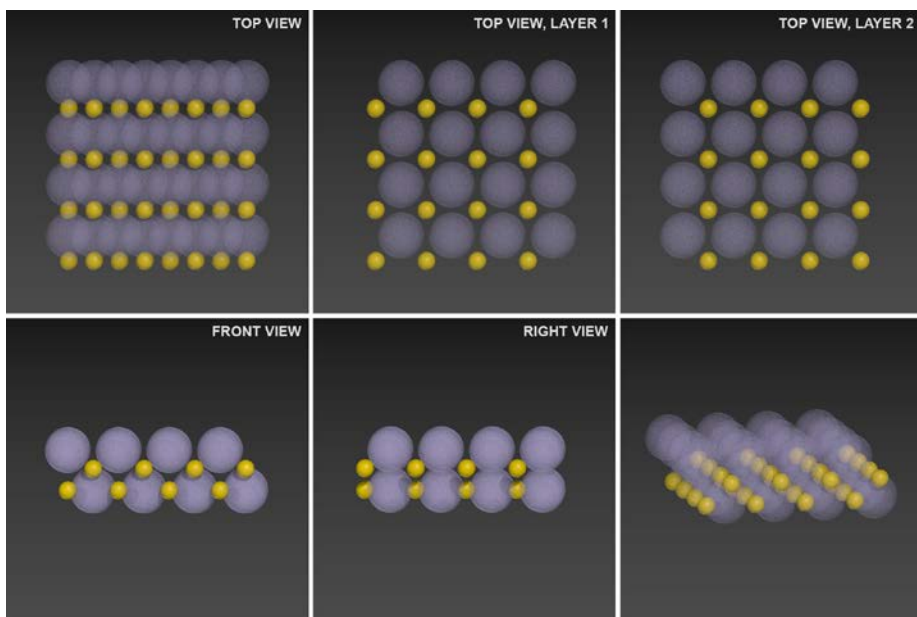 TOP VIEW
TOP VIEW, LAYER 1
TOP VIEW, LAYER 2
FRONT VIEW
RIGHT VIEW